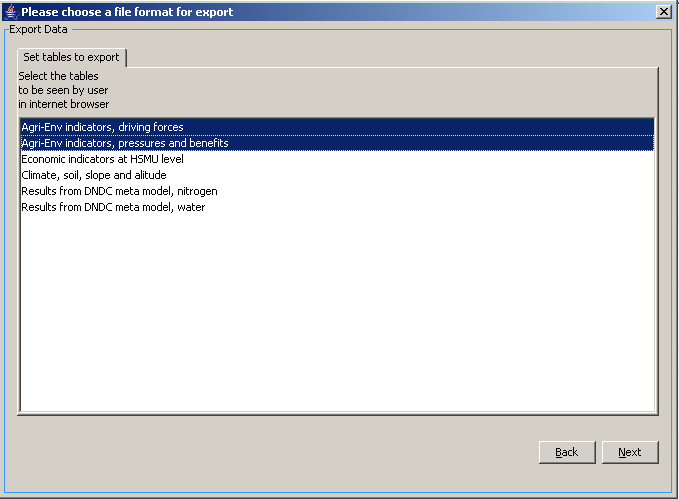 Please choose a file format for export
Export Data
Set tables to export
Select the tables
to be seen by user
in internet browser
Agri-Env indicators, driving forces
Agri-Env indicators, pressures and benefits
Economic indicators at HSMU level
Climate, soil, slope and alitude
Results from DNDC meta model, nitrogen
Results from DNDC meta model, water
Back
Next